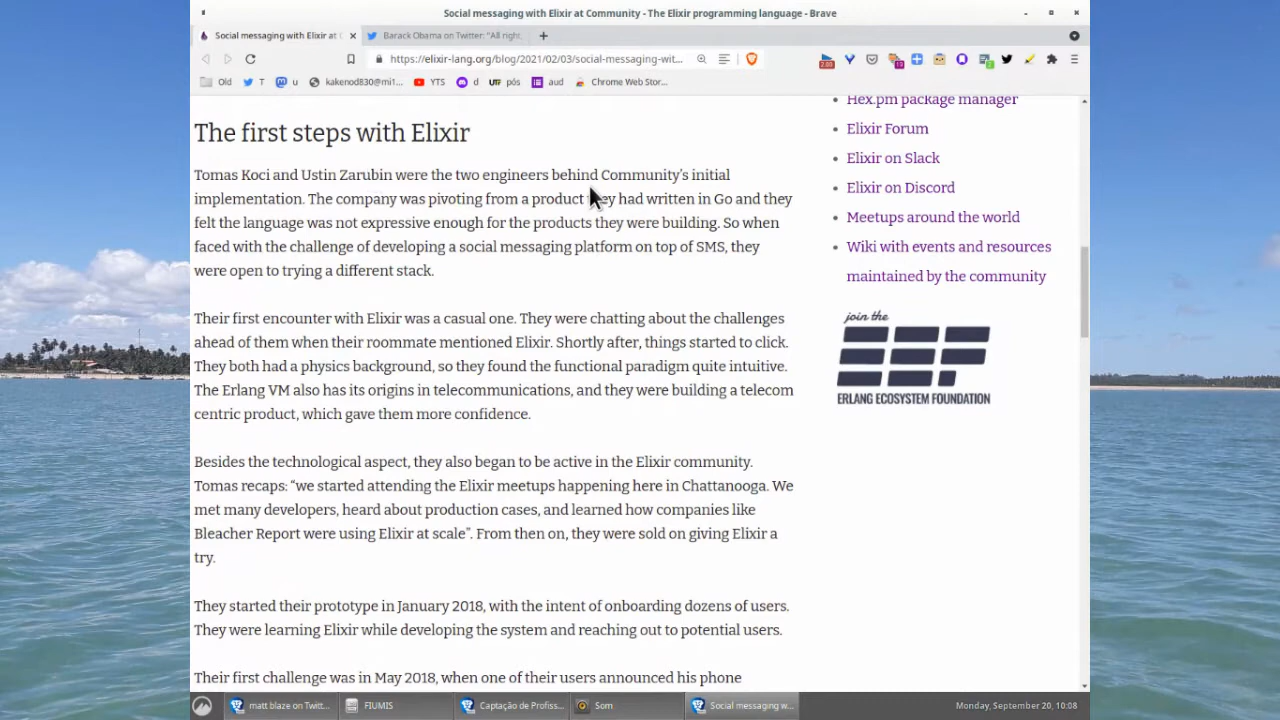 Social messaging with Elixir at Community - The Elixir programming language - Brave
Social messaging with Elixir at
Barack Obama on Twitter: "All right,
https://elixir-lang.org/blog/2021/02/03/social-messaging-wit...
Old
T
u
kakenod830@mi1...
YTS
d
UTF pós
aud
Chrome Web Stor...
The first steps with Elixir
Tomas Koci and Ustin Zarubin were the two engineers behind Community's initial
implementation. The company was pivoting from a product they had written in Go and they
felt the language was not expressive enough for the products they were building. So when
faced with the challenge of developing a social messaging platform on top of SMS, they
were open to trying a different stack.
Their first encounter with Elixir was a casual one. They were chatting about the challenges
ahead of them when their roommate mentioned Elixir. Shortly after, things started to click.
They both had a physics background, so they found the functional paradigm quite intuitive.
The Erlang VM also has its origins in telecommunications, and they were building a telecom
centric product, which gave them more confidence.
Besides the technological aspect, they also began to be active in the Elixir community.
Tomas recaps: “we started attending the Elixir meetups happening here in Chattanooga. We
met many developers, heard about production cases, and learned how companies like
Bleacher Report were using Elixir at scale”. From then on, they were sold on giving Elixir a
try.
They started their prototype in January 2018, with the intent of onboarding dozens of users.
They were learning Elixir while developing the system and reaching out to potential users.
Their first challenge was in May 2018, when one of their users announced his phone
Hex.pm package manager
Elixir Forum
Elixir on Slack
Elixir on Discord
Meetups around the world
Wiki with events and resources
maintained by the community
join the
EEF
ERLANG ECOSYSTEM FOUNDATION
matt blaze on Twitt...
FIUMIS
Captação de Profiss...
Som
Social messaging w...
Monday, September 20, 10:08